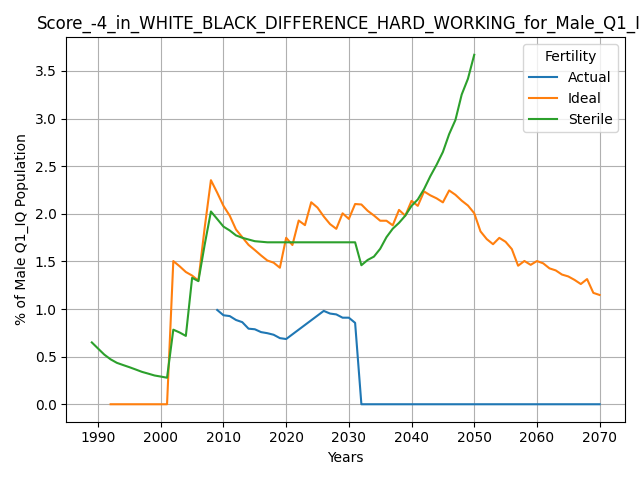 Score_-4_in_WHITE_BLACK_DIFFERENCE_HARD_WORKING_for_Male_Q1_I
Fertility
Actual
Ideal
Sterile
% of Male Q1_IQ Population
3.5
3.0
2.5
2.0
1.5
1.0
0.5
0.0
1990 2000 2010 2020 2030 2040 2050 2060 2070
Years